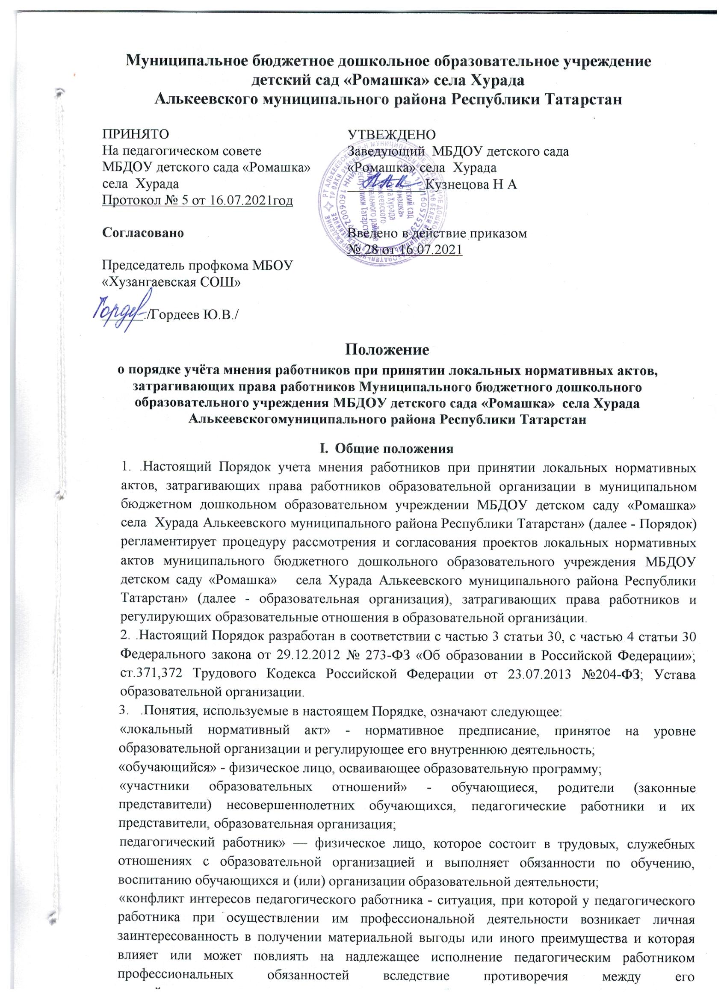 Муниципальное бюджетное дошкольное образовательное учреждение
детский сад «Ромашка» села Хурада
Алькеевского муниципального района Республики Татарстан
ПРИНЯТО
На педагогическом совете
МБДОУ детского сада «Ромашка»
села Хурада
Протокол № 5 от 16.07.2021год
УТВЕЖДЕНО
Заведующий МБДОУ детского сада
«Ромашка» села Хурада
Кузнецова Н А
Введено в действие приказом
№ 28 от 16.07.2021
детский сад
«Ромашка»
села Хурада
Алькеевского
муниципального района
Республики Татарстан
Согласовано
Председатель профкома МБОУ
«Хузангаевская СОШ»
______./Гордеев Ю.В./
Положение
о порядке учёта мнения работников при принятии локальных нормативных актов,
затрагивающих права работников Муниципального бюджетного дошкольного
образовательного учреждения МБДОУ детского сада «Ромашка» села Хурада
Алькеевскогомуниципального района Республики Татарстан
I. Общие положения
1. .Настоящий Порядок учета мнения работников при принятии локальных нормативных
актов, затрагивающих права работников образовательной организации в муниципальном
бюджетном дошкольном образовательном учреждении МБДОУ детском саду «Ромашка»
села Хурада Алькеевского муниципального района Республики Татарстан» (далее - Порядок)
регламентирует процедуру рассмотрения и согласования проектов локальных нормативных
актов муниципального бюджетного дошкольного образовательного учреждения МБДОУ
детском саду «Ромашка» села Хурада Алькеевского муниципального района Республики
Татарстан» (далее - образовательная организация), затрагивающих права работников и
регулирующих образовательные отношения в образовательной организации.
2. .Настоящий Порядок разработан в соответствии с частью 3 статьи 30, с частью 4 статьи 30
Федерального закона от 29.12.2012 № 273-ФЗ «Об образовании в Российской Федерации»;
ст.371,372 Трудового Кодекса Российской Федерации от 23.07.2013 №204-ФЗ; Устава
образовательной организации.
3. .Понятия, используемые в настоящем Порядке, означают следующее:
«локальный нормативный акт» - нормативное предписание, принятое на уровне
образовательной организации и регулирующее его внутреннюю деятельность;
«обучающийся» - физическое лицо, осваивающее образовательную программу;
«участники образовательных отношений» - обучающиеся, родители (законные
представители) несовершеннолетних обучающихся, педагогические работники и их
представители, образовательная организация;
педагогический работник» — физическое лицо, которое состоит в трудовых, служебных
отношениях с образовательной организацией и выполняет обязанности по обучению,
воспитанию обучающихся и (или) организации образовательной деятельности;
«конфликт интересов педагогического работника - ситуация, при которой у педагогического
работника при осуществлении им профессиональной деятельности возникает личная
заинтересованность в получении материальной выгоды или иного преимущества и которая
влияет или может повлиять на надлежащее исполнение педагогическим работником
профессиональных обязанностей вследствие противоречия между его